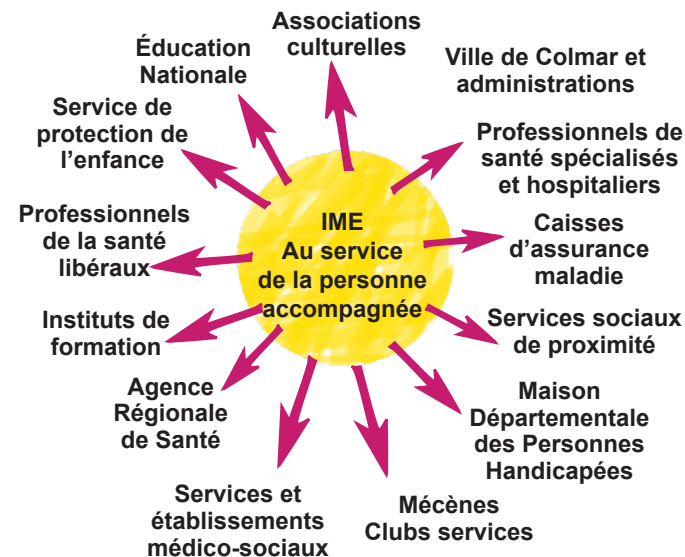 Associations
culturelles
Éducation
Nationale
Ville de Colmar et
administrations
Service de
protection de
l’enfance
Professionnels de
santé spécialisés
et hospitaliers
Professionnels
de la santé
libéraux
IME
Au service
de la personne
accompagnée
Caisses
d’assurance
maladie
Instituts de
formation
Services sociaux
de proximité
Agence
Régionale
de Santé
Maison
Départementale
des Personnes
Handicapées
Services et
établissements
médico-sociaux
Mécènes
Clubs services